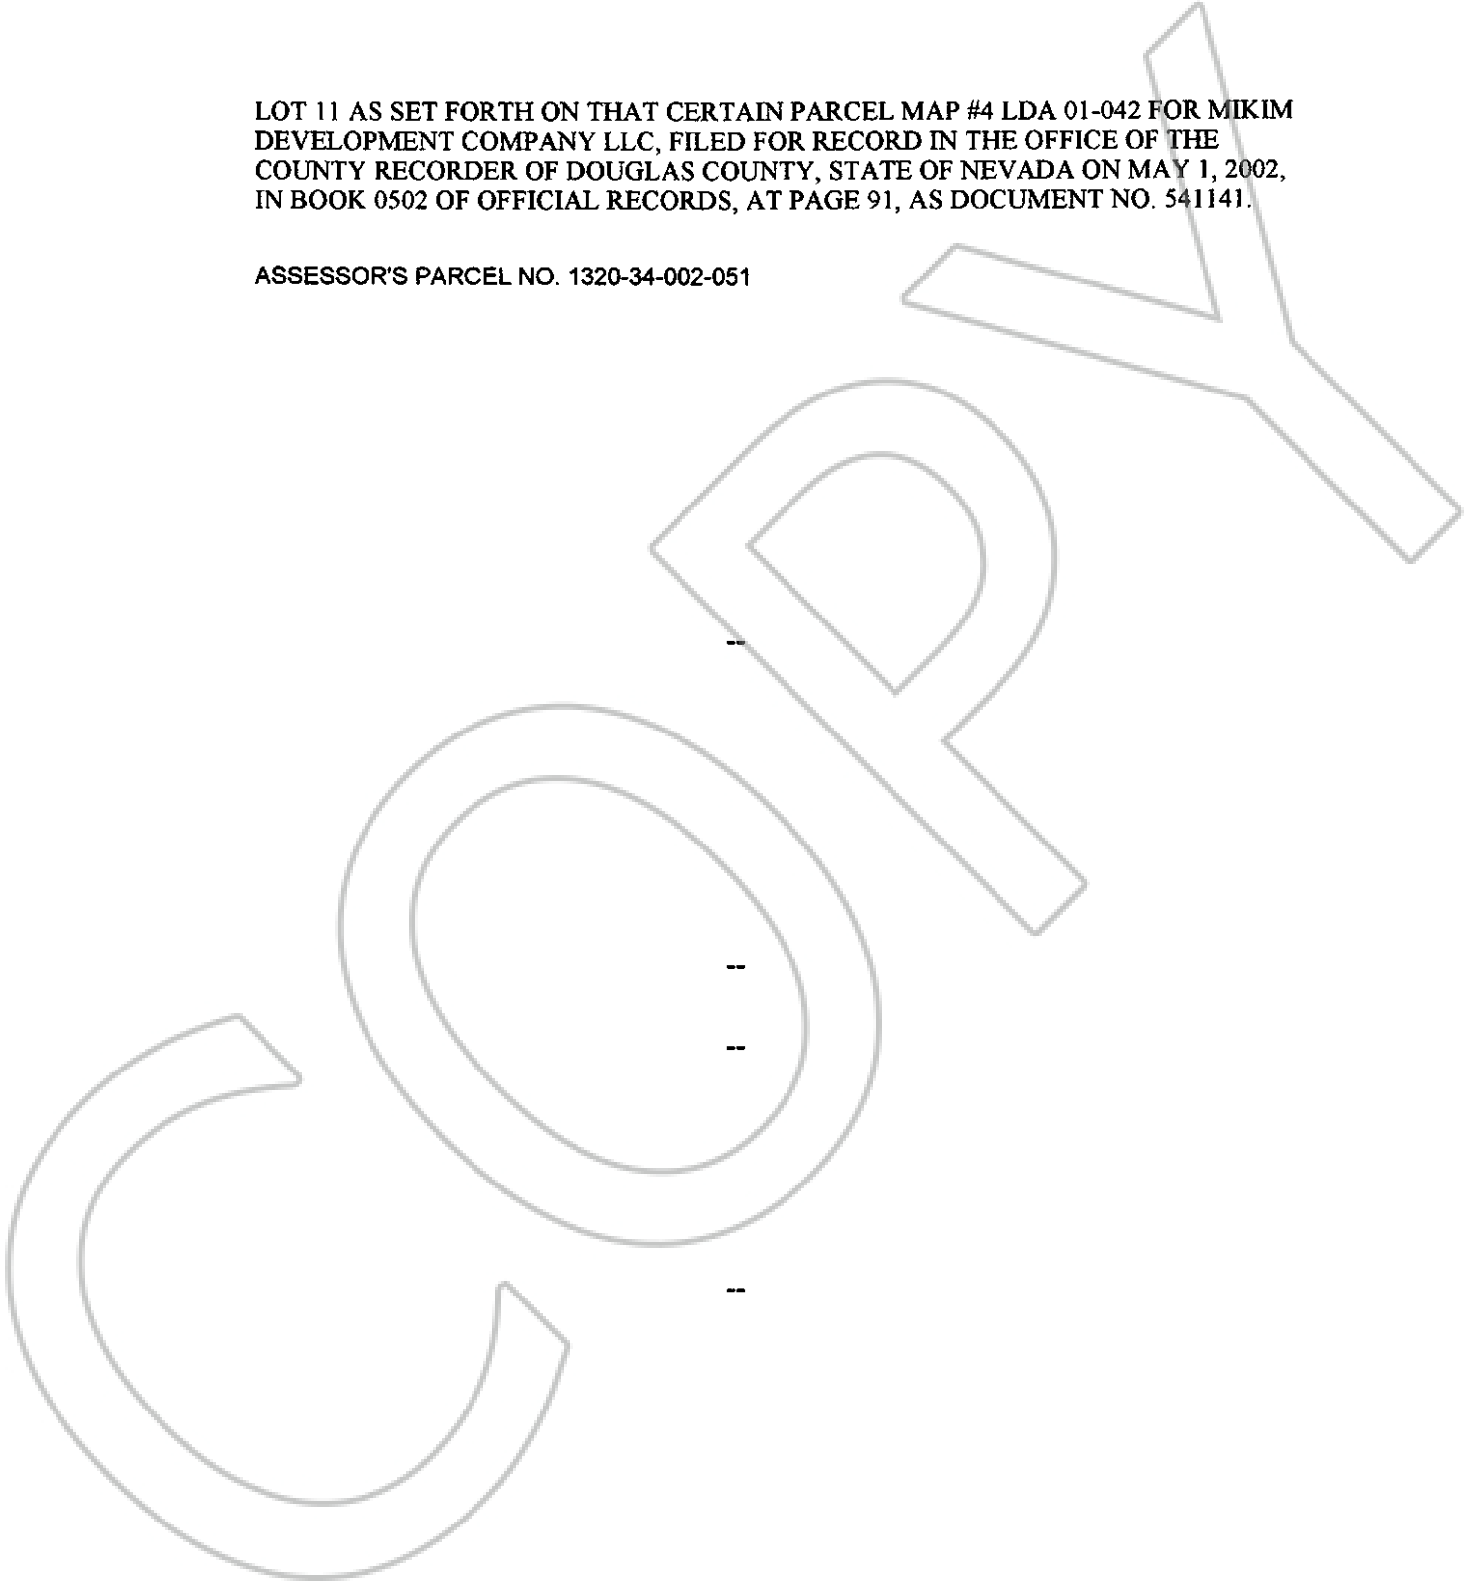 LOT 11 AS SET FORTH ON THAT CERTAIN PARCEL MAP #4 LDA 01-042 FOR MIKIM
DEVELOPMENT COMPANY LLC, FILED FOR RECORD IN THE OFFICE OF THE
COUNTY RECORDER OF DOUGLAS COUNTY, STATE OF NEVADA ON MAY 1, 2002,
IN BOOK 0502 OF OFFICIAL RECORDS, AT PAGE 91, AS DOCUMENT NO. 541141.
ASSESSOR'S PARCEL NO. 1320-34-002-051
--
--
--
--
COPY